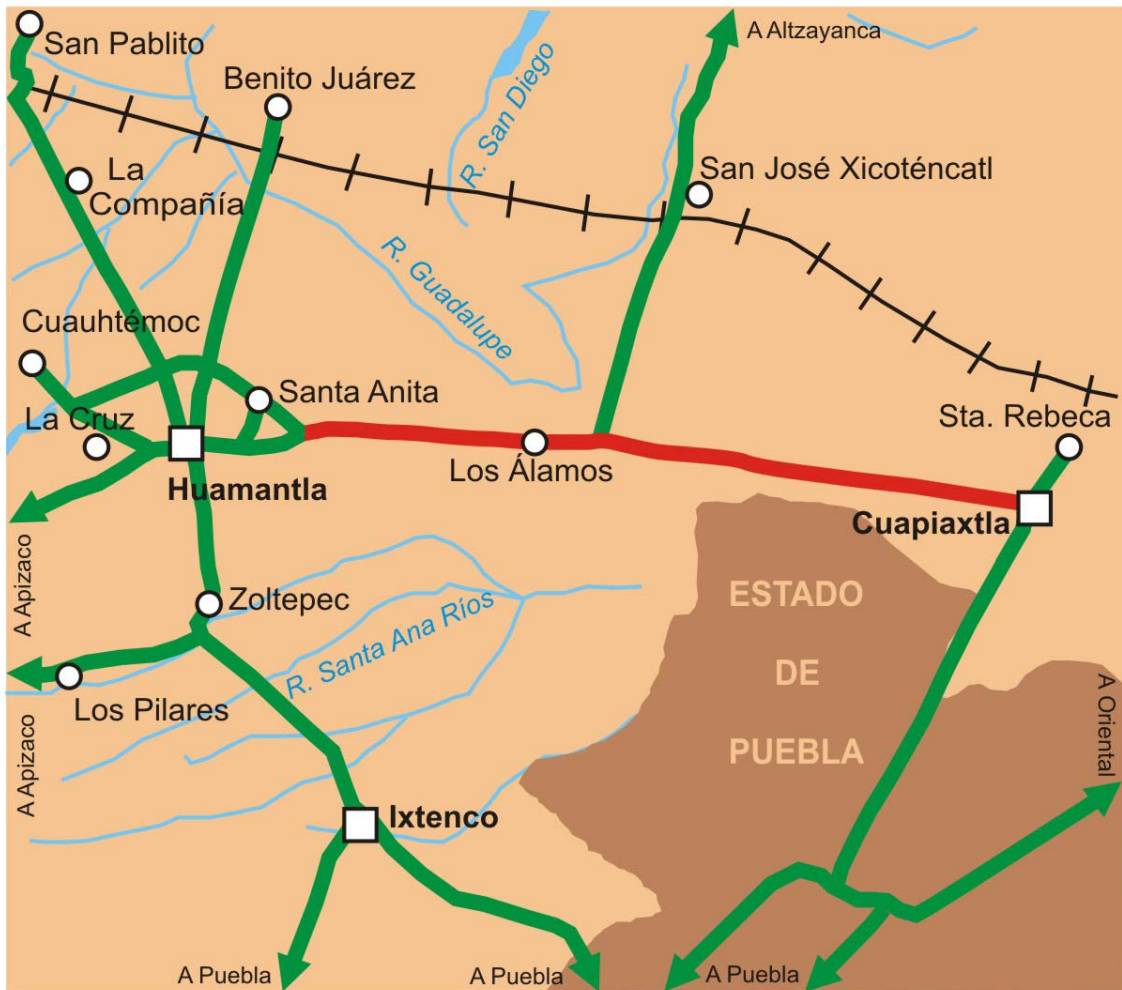 A Altzayanca
San Pablito
Benito Juárez
R. San Diego
La
Compañía
San José Xicoténcatl
R. Guadalupe
Cuauhtémoc
Santa Anita
La Cruz
Sta. Rebeca
Los Álamos
Huamantla
Cuapiaxtla
A Apizaco
Zoltepec
ESTADO
DE
PUEBLA
R. Santa Ana Ríos
Los Pilares
A Apizaco
A Oriental
Ixtenco
A Puebla
A Puebla
A Puebla